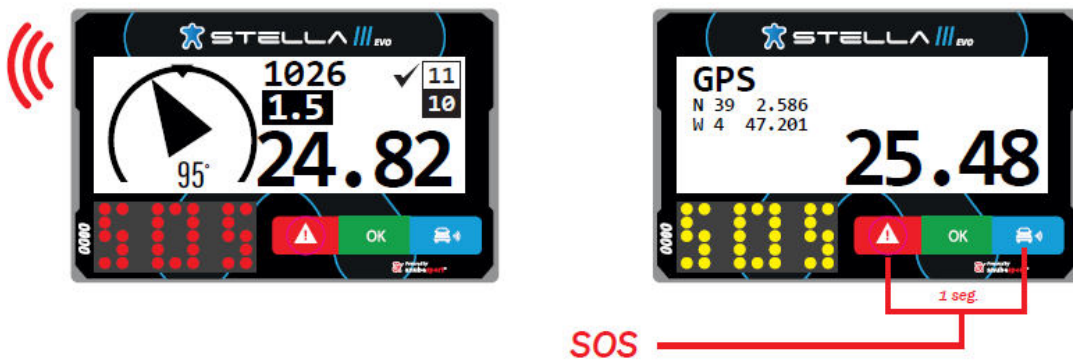 STELLA III EVO
1026
1.5
11
10
24.82
95°
SOS
OK
STELLA III EVO
GPS
N 39 2.586
W 4 47.201
25.48
SOS
OK
1 seg.
SOS